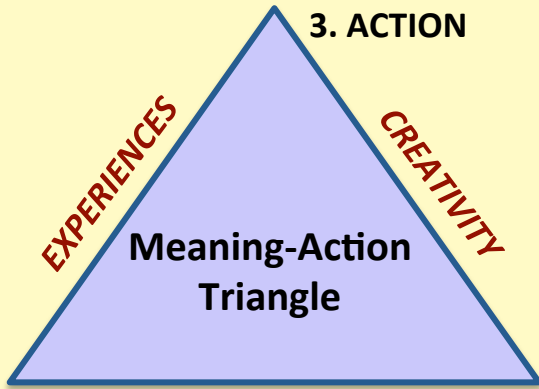 3. ACTION
EXPERIENCES
CREATIVITY
Meaning-Action
Triangle